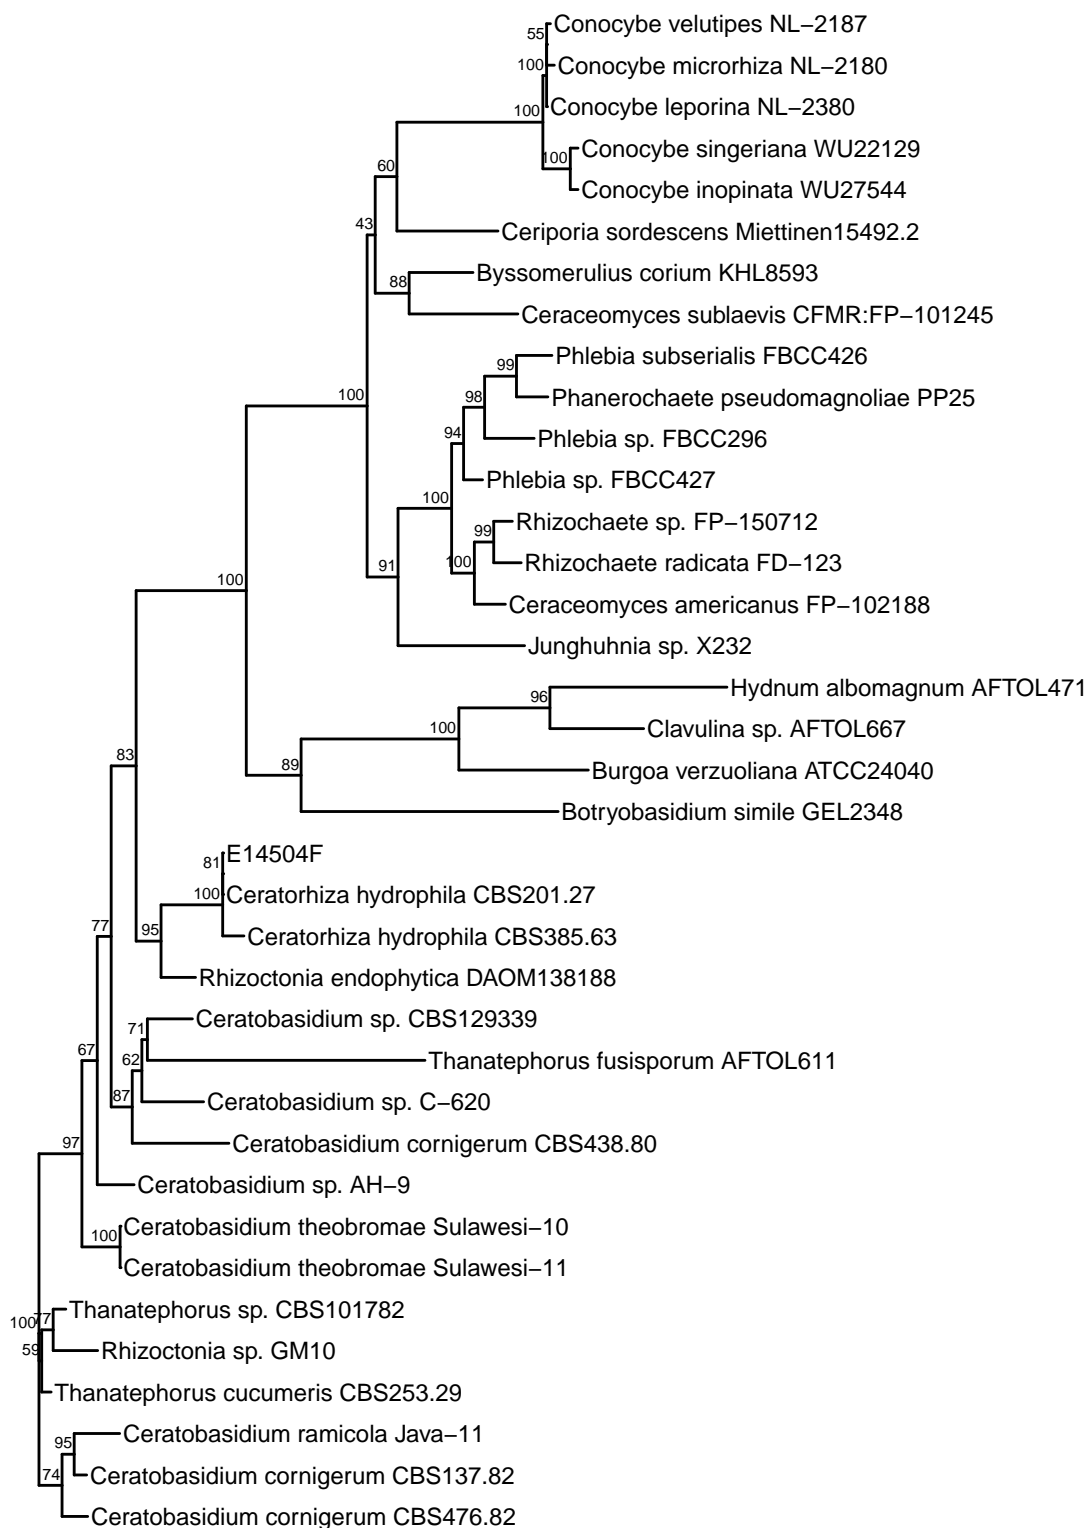 Conocybe velutipes NL−2187
55
Conocybe microrhiza NL−2180
100
Conocybe leporina NL−2380
100
Conocybe singeriana WU22129
100
Conocybe inopinata WU27544
60
Ceriporia sordescens Miettinen15492.2
43
Byssomerulius corium KHL8593
88
Ceraceomyces sublaevis CFMR:FP−101245
Phlebia subserialis FBCC426
99
100
Phanerochaete pseudomagnoliae PP25
98
Phlebia sp. FBCC296
94
Phlebia sp. FBCC427
100
Rhizochaete sp. FP−150712
99
Rhizochaete radicata FD−123
100
91
100
Ceraceomyces americanus FP−102188
Junghuhnia sp. X232
Hydnum albomagnum AFTOL471
96
Clavulina sp. AFTOL667
100
83
89
Burgoa verzuoliana ATCC24040
Botryobasidium simile GEL2348
E14504F
81
100
Ceratorhiza hydrophila CBS201.27
77
95
Ceratorhiza hydrophila CBS385.63
Rhizoctonia endophytica DAOM138188
Ceratobasidium sp. CBS129339
71
67
62
Thanatephorus fusisporum AFTOL611
87
Ceratobasidium sp. C−620
97
Ceratobasidium cornigerum CBS438.80
Ceratobasidium sp. AH−9
Ceratobasidium theobromae Sulawesi−10
100
Ceratobasidium theobromae Sulawesi−11
Thanatephorus sp. CBS101782
100
77
59
Rhizoctonia sp. GM10
Thanatephorus cucumeris CBS253.29
Ceratobasidium ramicola Java−11
95
74
Ceratobasidium cornigerum CBS137.82
Ceratobasidium cornigerum CBS476.82